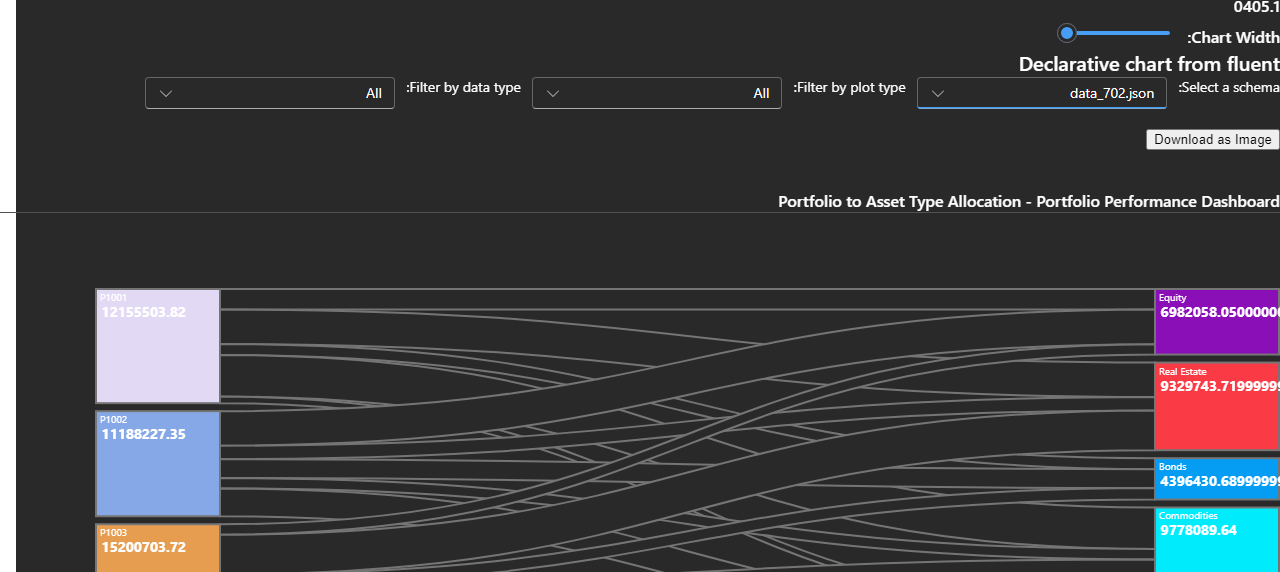 0405.1
:Chart Width
Declarative chart from fluent
:Select a schema
data_702.json
:Filter by plot type
All
:Filter by data type
All
Download as Image
Portfolio to Asset Type Allocation - Portfolio Performance Dashboard
P1001
12155503.82
Equity
6982058.0500000
Real Estate
9329743.71999999
P1002
11188227.35
Bonds
4396430.68999999
Commodities
9778089.64
P1003
15200703.72